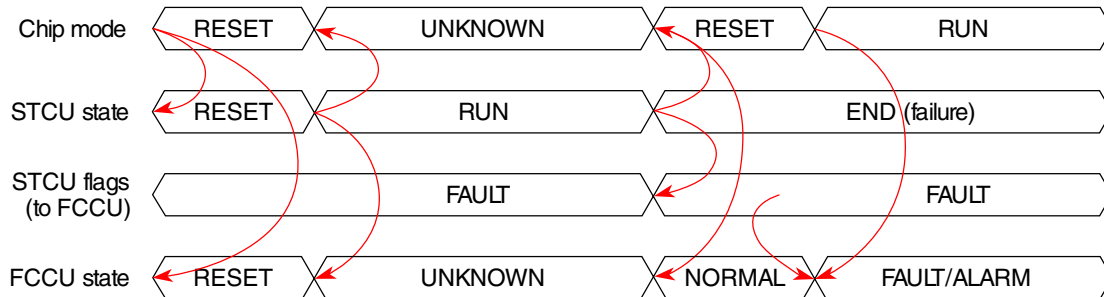 Chip mode RESET UNKNOWN RESET RUN
STCU state RESET RUN END (failure)
STCU flags
(to FCCU) FAULT FAULT
FCCU state RESET UNKNOWN NORMAL FAULT/ALARM